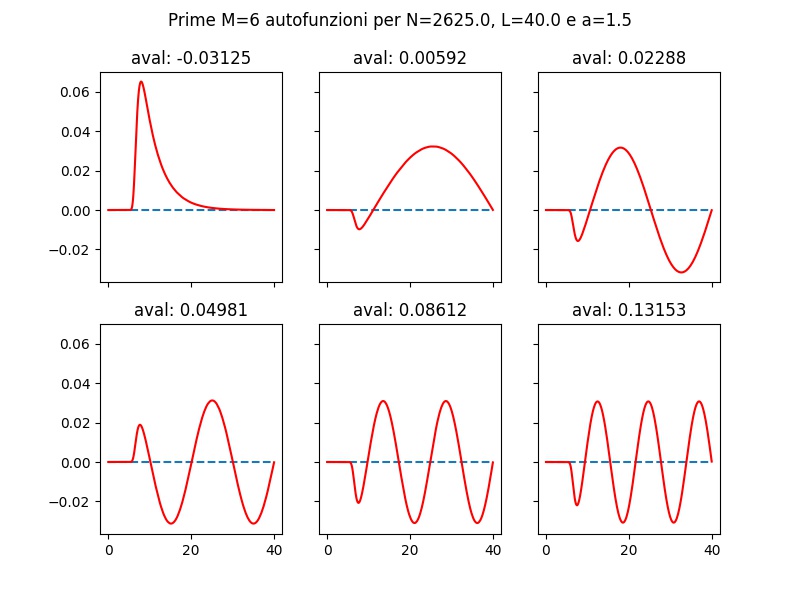 Prime M=6 autofunzioni per N=2625.0, L=40.0 e a=1.5
aval: -0.03125
aval: 0.00592
aval: 0.02288
0.06
0.04
0.02
0.00
−0.02
aval: 0.04981
aval: 0.08612
aval: 0.13153
0.06
0.04
0.02
0.00
−0.02
0 20 40
0 20 40
0 20 40